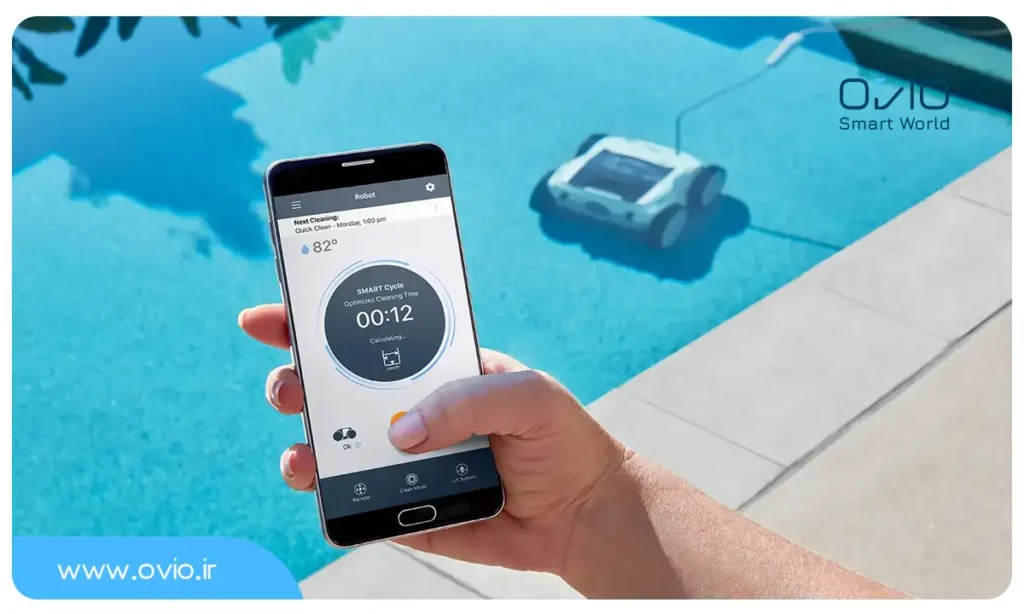 OVIO
Smart World
Robot
Next Cleaning:
Quick Clean - Monday, 1:00 pm
82°
SMART Cycle
Optimizes Cleaning Time
00:12
Calculating...
Ok
Remote
Clean Mode
Lift System
www.ovio.ir